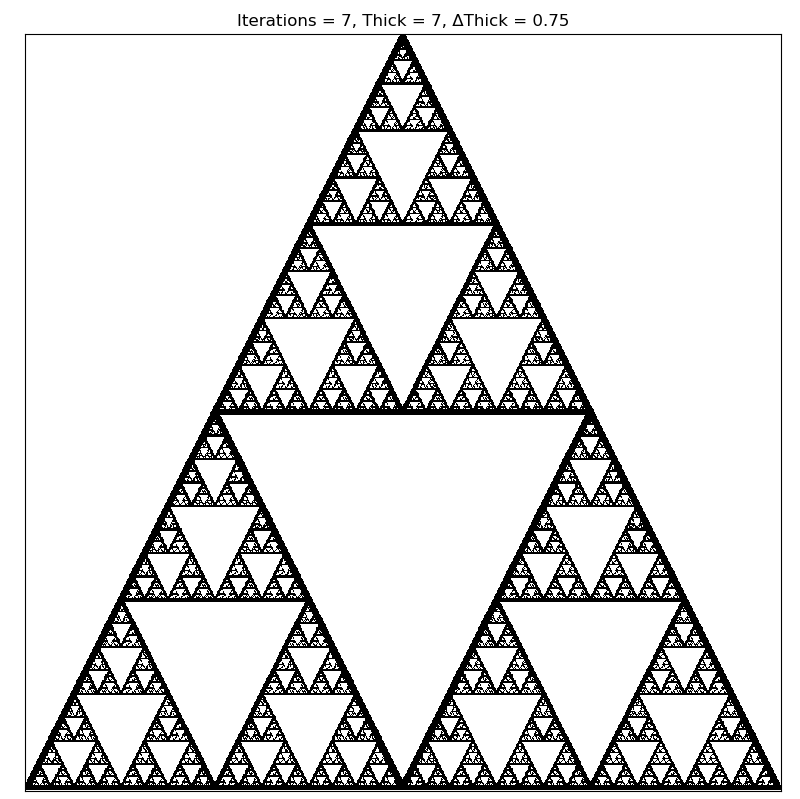 Iterations = 7, Thick = 7, ΔThick = 0.75